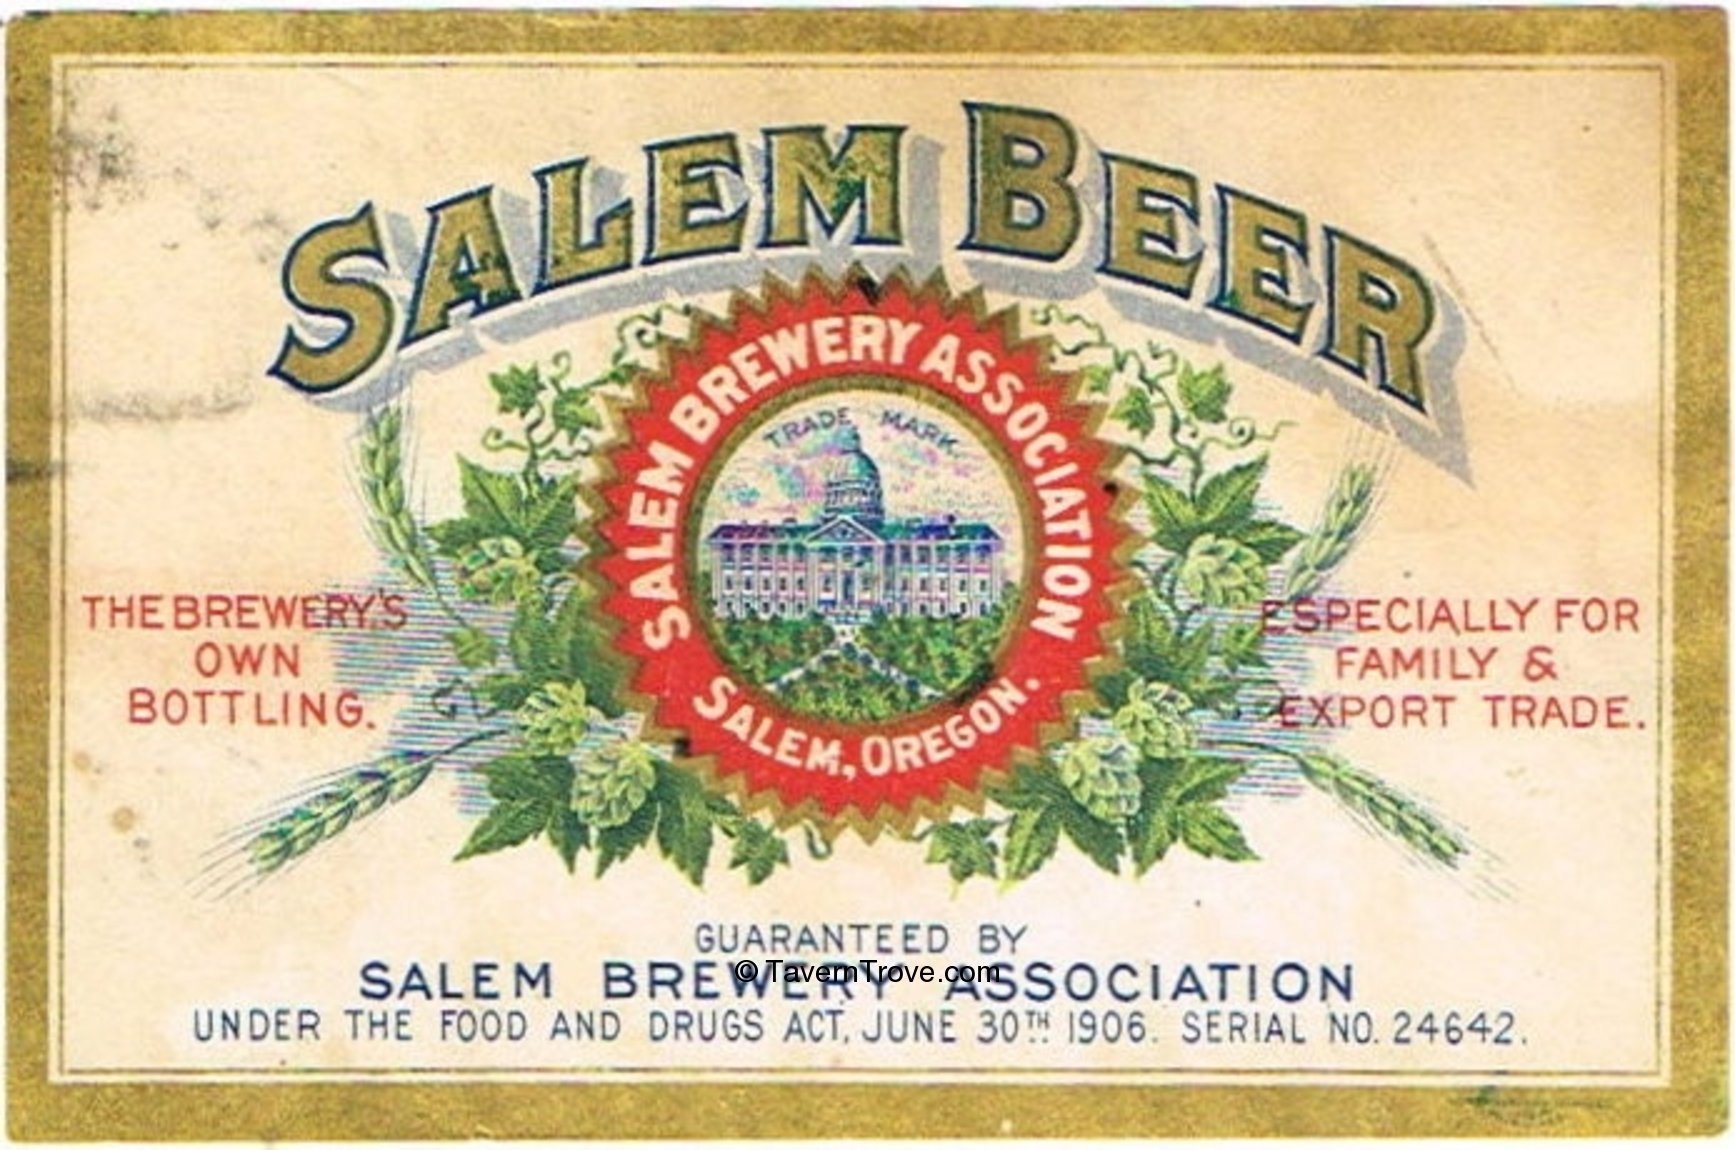 SALEM BEER
SALEM BREWERY ASSOCIATION
TRADE MARK
SALEM, OREGON.
THE BREWERY'S
OWN
BOTTLING.
ESPECIALLY FOR
FAMILY &
EXPORT TRADE.
GUARANTEED BY
SALEM BREWERY ASSOCIATION
© TavernTrove.com
UNDER THE FOOD AND DRUGS ACT, JUNE 30TH 1906. SERIAL NO. 24642.